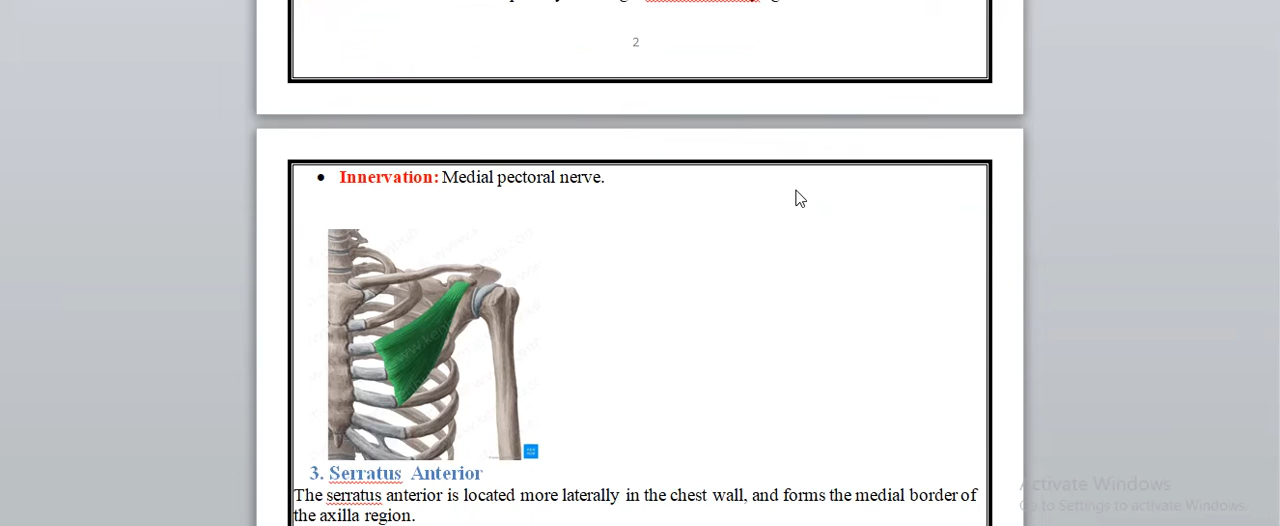 2
• Innervation: Medial pectoral nerve.
3. Serratus Anterior
The serratus anterior is located more laterally in the chest wall, and forms the medial border of
the axilla region.
Activate Windows
Go to Settings to activate Windows.